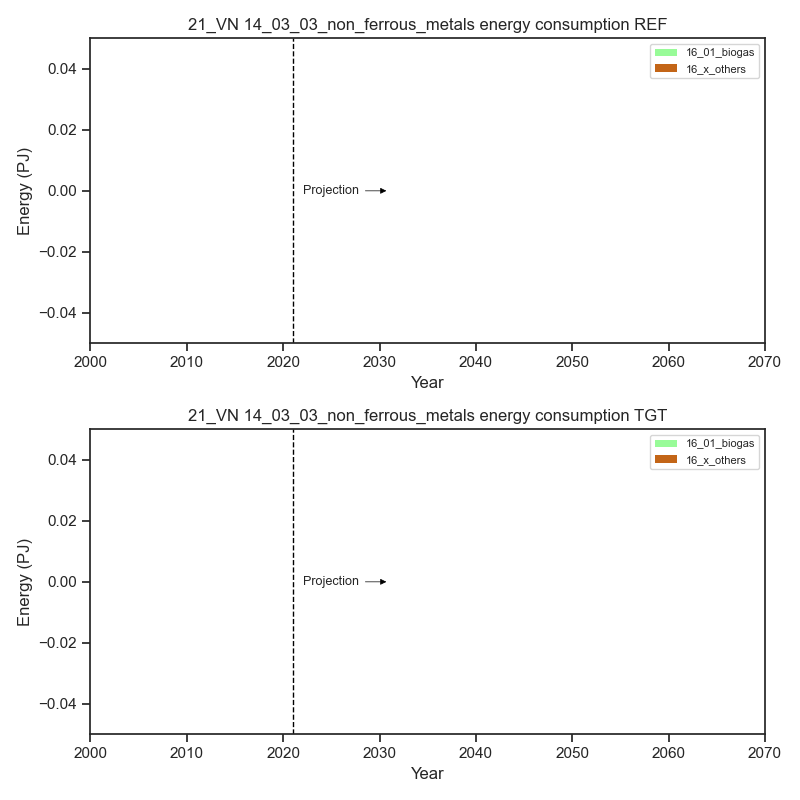 21_VN 14_03_03_non_ferrous_metals energy consumption REF
16_01_biogas
16_x_others
0.04
0.02
0.00
−0.02
−0.04
Energy (PJ)
Projection
2000 2010 2020 2030 2040 2050 2060 2070
Year
21_VN 14_03_03_non_ferrous_metals energy consumption TGT
16_01_biogas
16_x_others
0.04
0.02
0.00
−0.02
−0.04
Energy (PJ)
Projection
2000 2010 2020 2030 2040 2050 2060 2070
Year